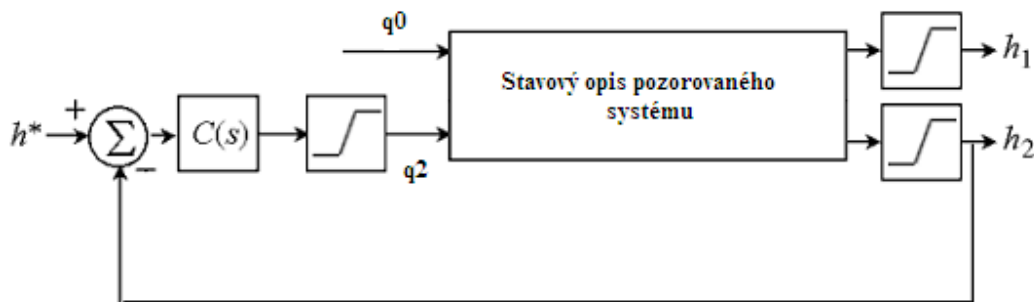 q0
h₁
Stavový opis pozorovaného
systému
+
h*
Σ
C(s)
h₂
−
q2